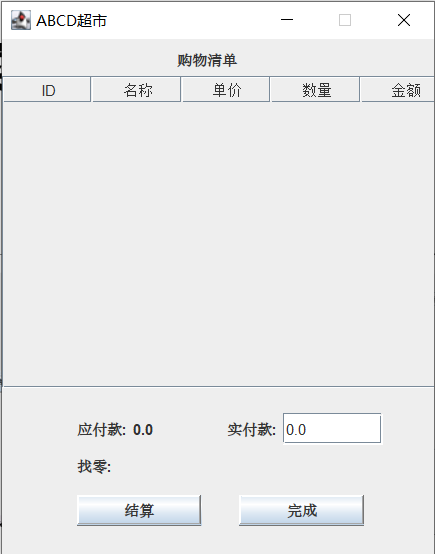 ABCD超市
购物清单
ID 名称 单价 数量 金额
应付款: 0.0 实付款: 0.0
找零:
结算 完成